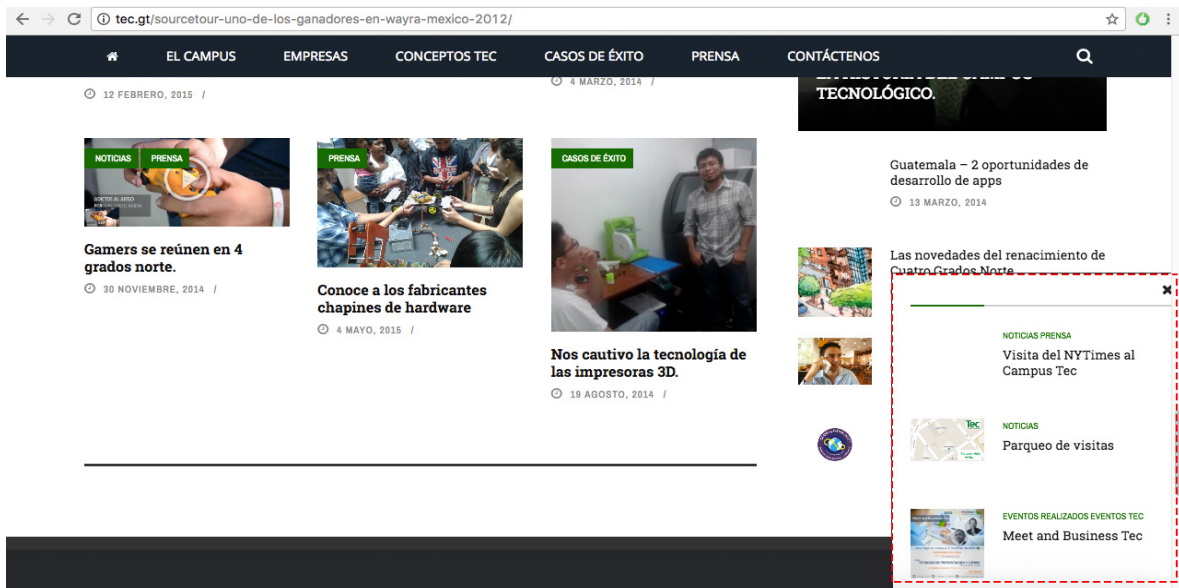 tec.gt/sourcetour-uno-de-los-ganadores-en-wayra-mexico-2012/
EL CAMPUS
EMPRESAS
CONCEPTOS TEC
CASOS DE ÉXITO
PRENSA
CONTÁCTENOS
12 FEBRERO, 2015 /
4 MARZO, 2014 /
NOTICIAS PRENSA
Gamers se reúnen en 4
grados norte.
30 NOVIEMBRE, 2014 /
PRENSA
Conoce a los fabricantes
chapines de hardware
4 MAYO, 2015 /
CASOS DE ÉXITO
Nos cautivo la tecnología de
las impresoras 3D.
19 AGOSTO, 2014 /
TECNOLÓGICO.
Guatemala – 2 oportunidades de
desarrollo de apps
13 MARZO, 2014
Las novedades del renacimiento de
Cuatro Grados Norte
NOTICIAS PRENSA
Visita del NYTimes al
Campus Tec
Tec
NOTICIAS
Parqueo de visitas
EVENTOS REALIZADOS EVENTOS TEC
Meet and Business Tec